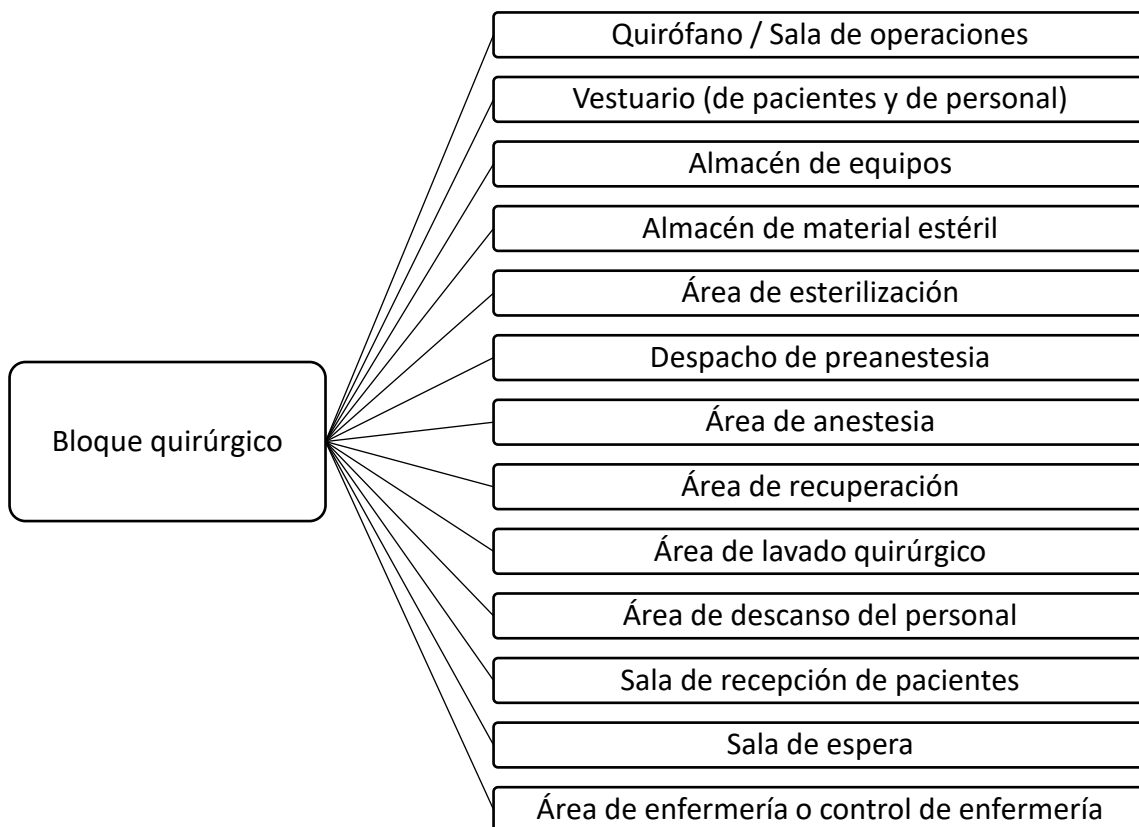 Quirófano / Sala de operaciones
Vestuario (de pacientes y de personal)
Almacén de equipos
Almacén de material estéril
Área de esterilización
Despacho de preanestesia
Bloque quirúrgico
Área de anestesia
Área de recuperación
Área de lavado quirúrgico
Área de descanso del personal
Sala de recepción de pacientes
Sala de espera
Área de enfermería o control de enfermería